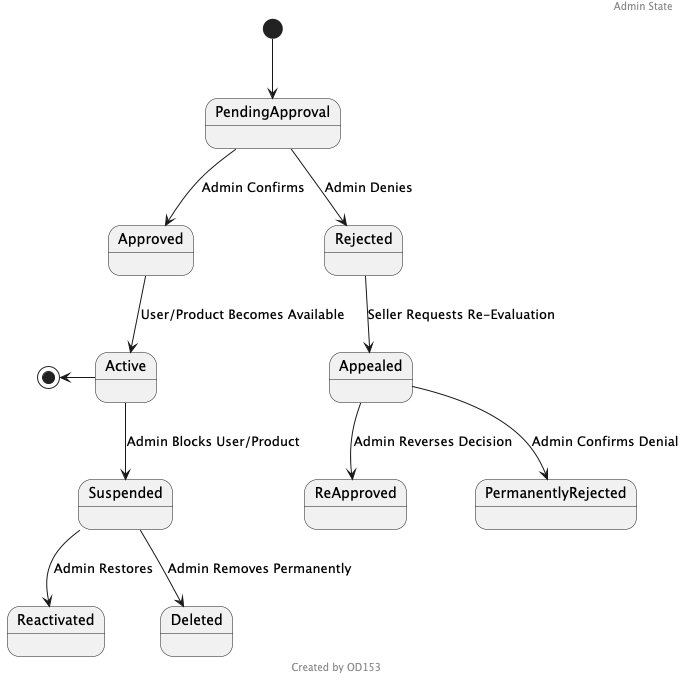 Admin State
PendingApproval
Admin Confirms
Admin Denies
Approved
Rejected
User/Product Becomes Available
Seller Requests Re-Evaluation
Active
Appealed
Admin Blocks User/Product
Admin Reverses Decision
Admin Confirms Denial
Suspended
ReApproved
PermanentlyRejected
Admin Restores
Admin Removes Permanently
Reactivated
Deleted
Created by OD153